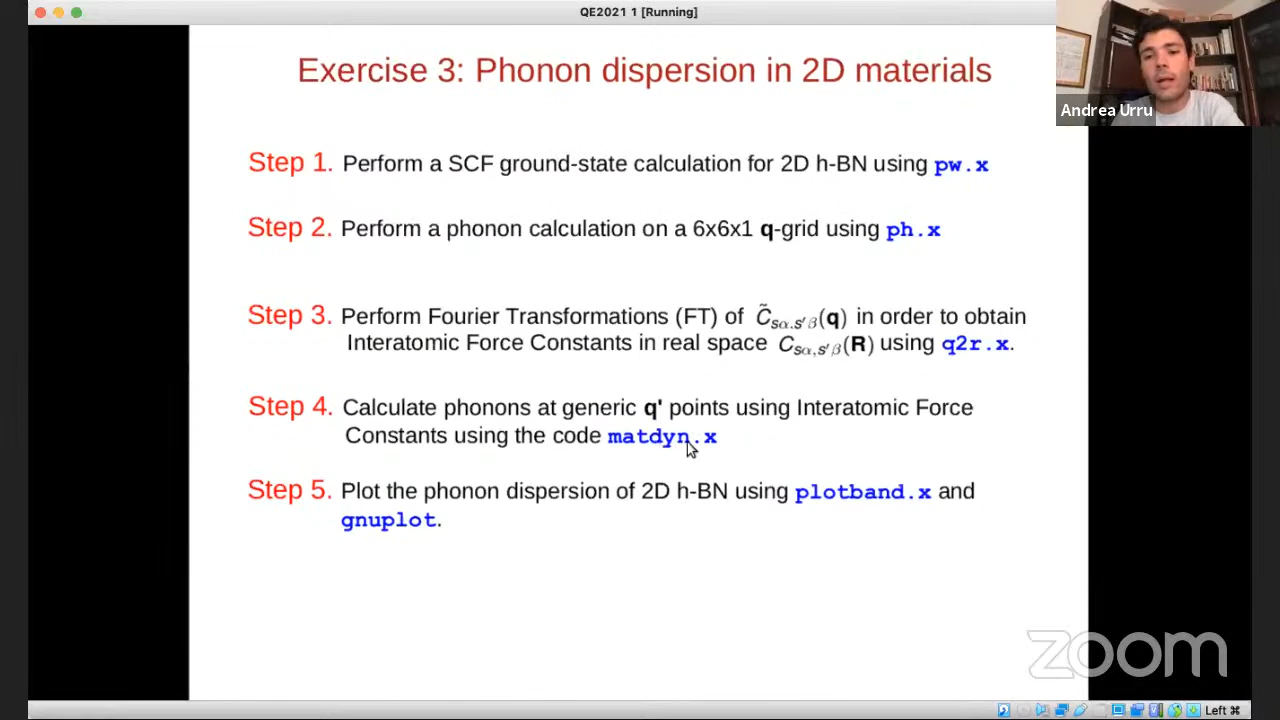 QE2021 1 [Running]
Exercise 3: Phonon dispersion in 2D materials
Andrea Urru
Step 1. Perform a SCF ground-state calculation for 2D h-BN using pw.x
Step 2. Perform a phonon calculation on a 6x6x1 q-grid using ph.x
Step 3. Perform Fourier Transformations (FT) of C̃sα.s′β(q) in order to obtain
Interatomic Force Constants in real space Csα,s′β(R) using q2r.x.
Step 4. Calculate phonons at generic q' points using Interatomic Force
Constants using the code matdyn.x
Step 5. Plot the phonon dispersion of 2D h-BN using plotband.x and
gnuplot.
zoom
Left ⌘